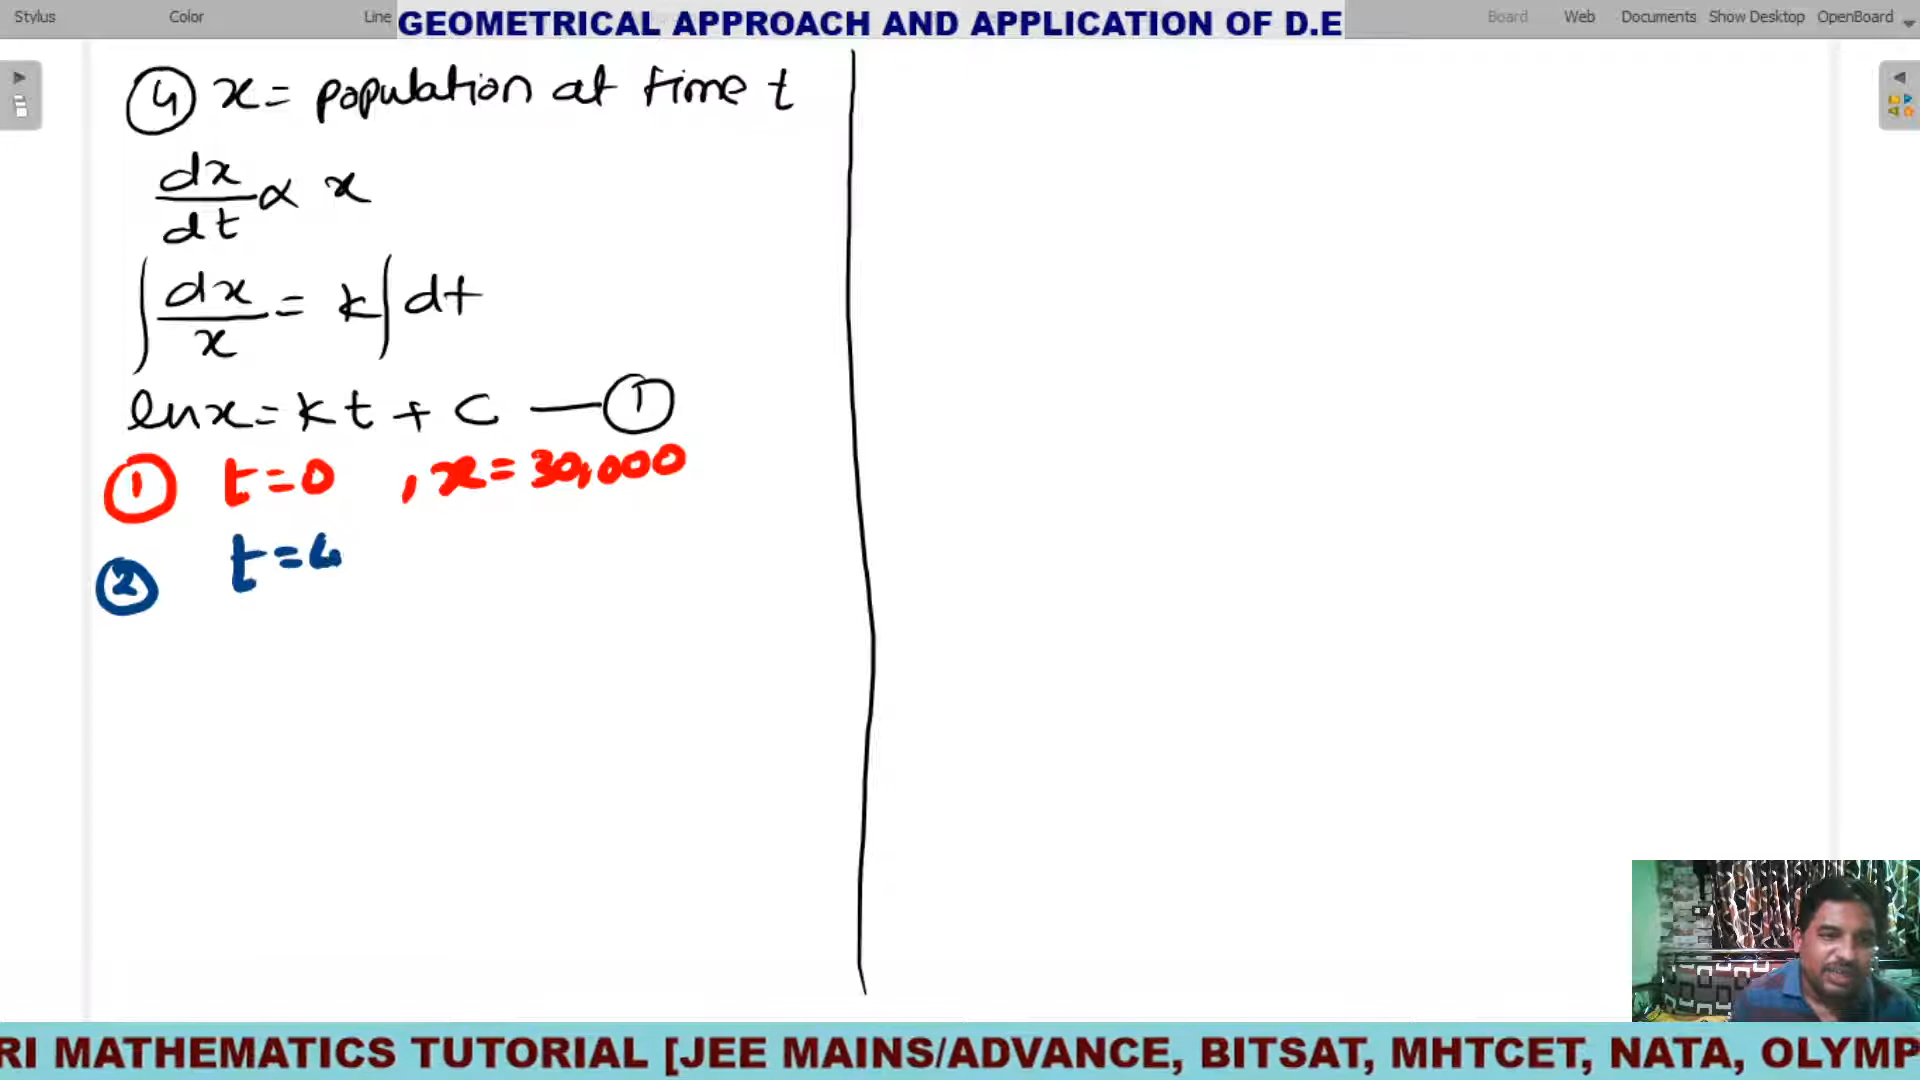 Stylus Color Line GEOMETRICAL APPROACH AND APPLICATION OF D.E Board Web Documents Show Desktop OpenBoard
④ x = population at time t
dx/dt ∝ x
∫ dx/x = k ∫ dt
lnx = kt + c — ①
① t=0 , x=30,000
② t=4
RI MATHEMATICS TUTORIAL [JEE MAINS/ADVANCE, BITSAT, MHTCET, NATA, OLYMP